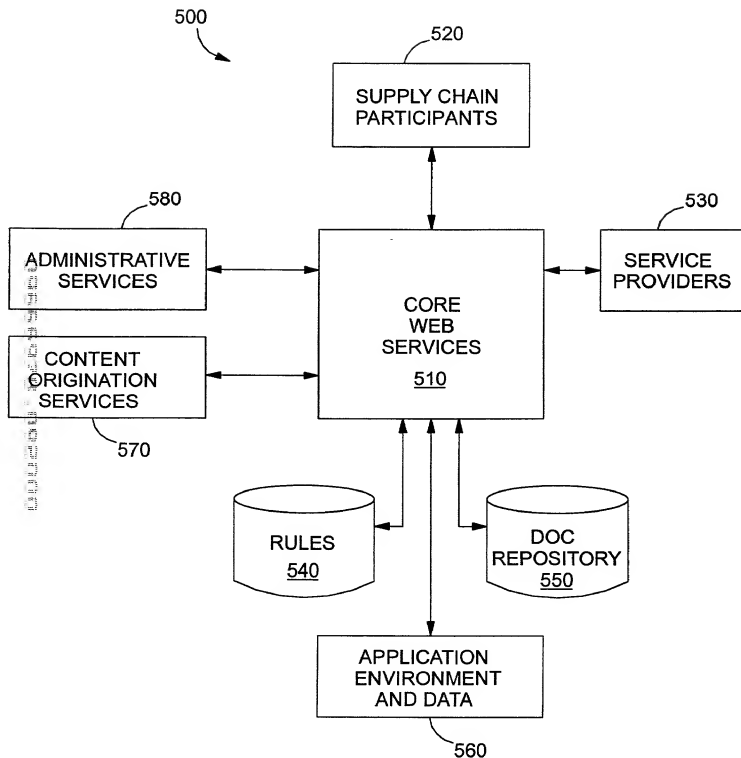 500
520
SUPPLY CHAIN
PARTICIPANTS
580
ADMINISTRATIVE
SERVICES
530
SERVICE
PROVIDERS
CORE
WEB
SERVICES
510
CONTENT
ORIGINATION
SERVICES
570
RULES
540
DOC
REPOSITORY
550
APPLICATION
ENVIRONMENT
AND DATA
560